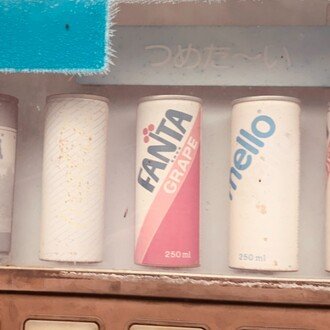 つめた〜い
FANTA
GRAPE
250ml
mello
250ml